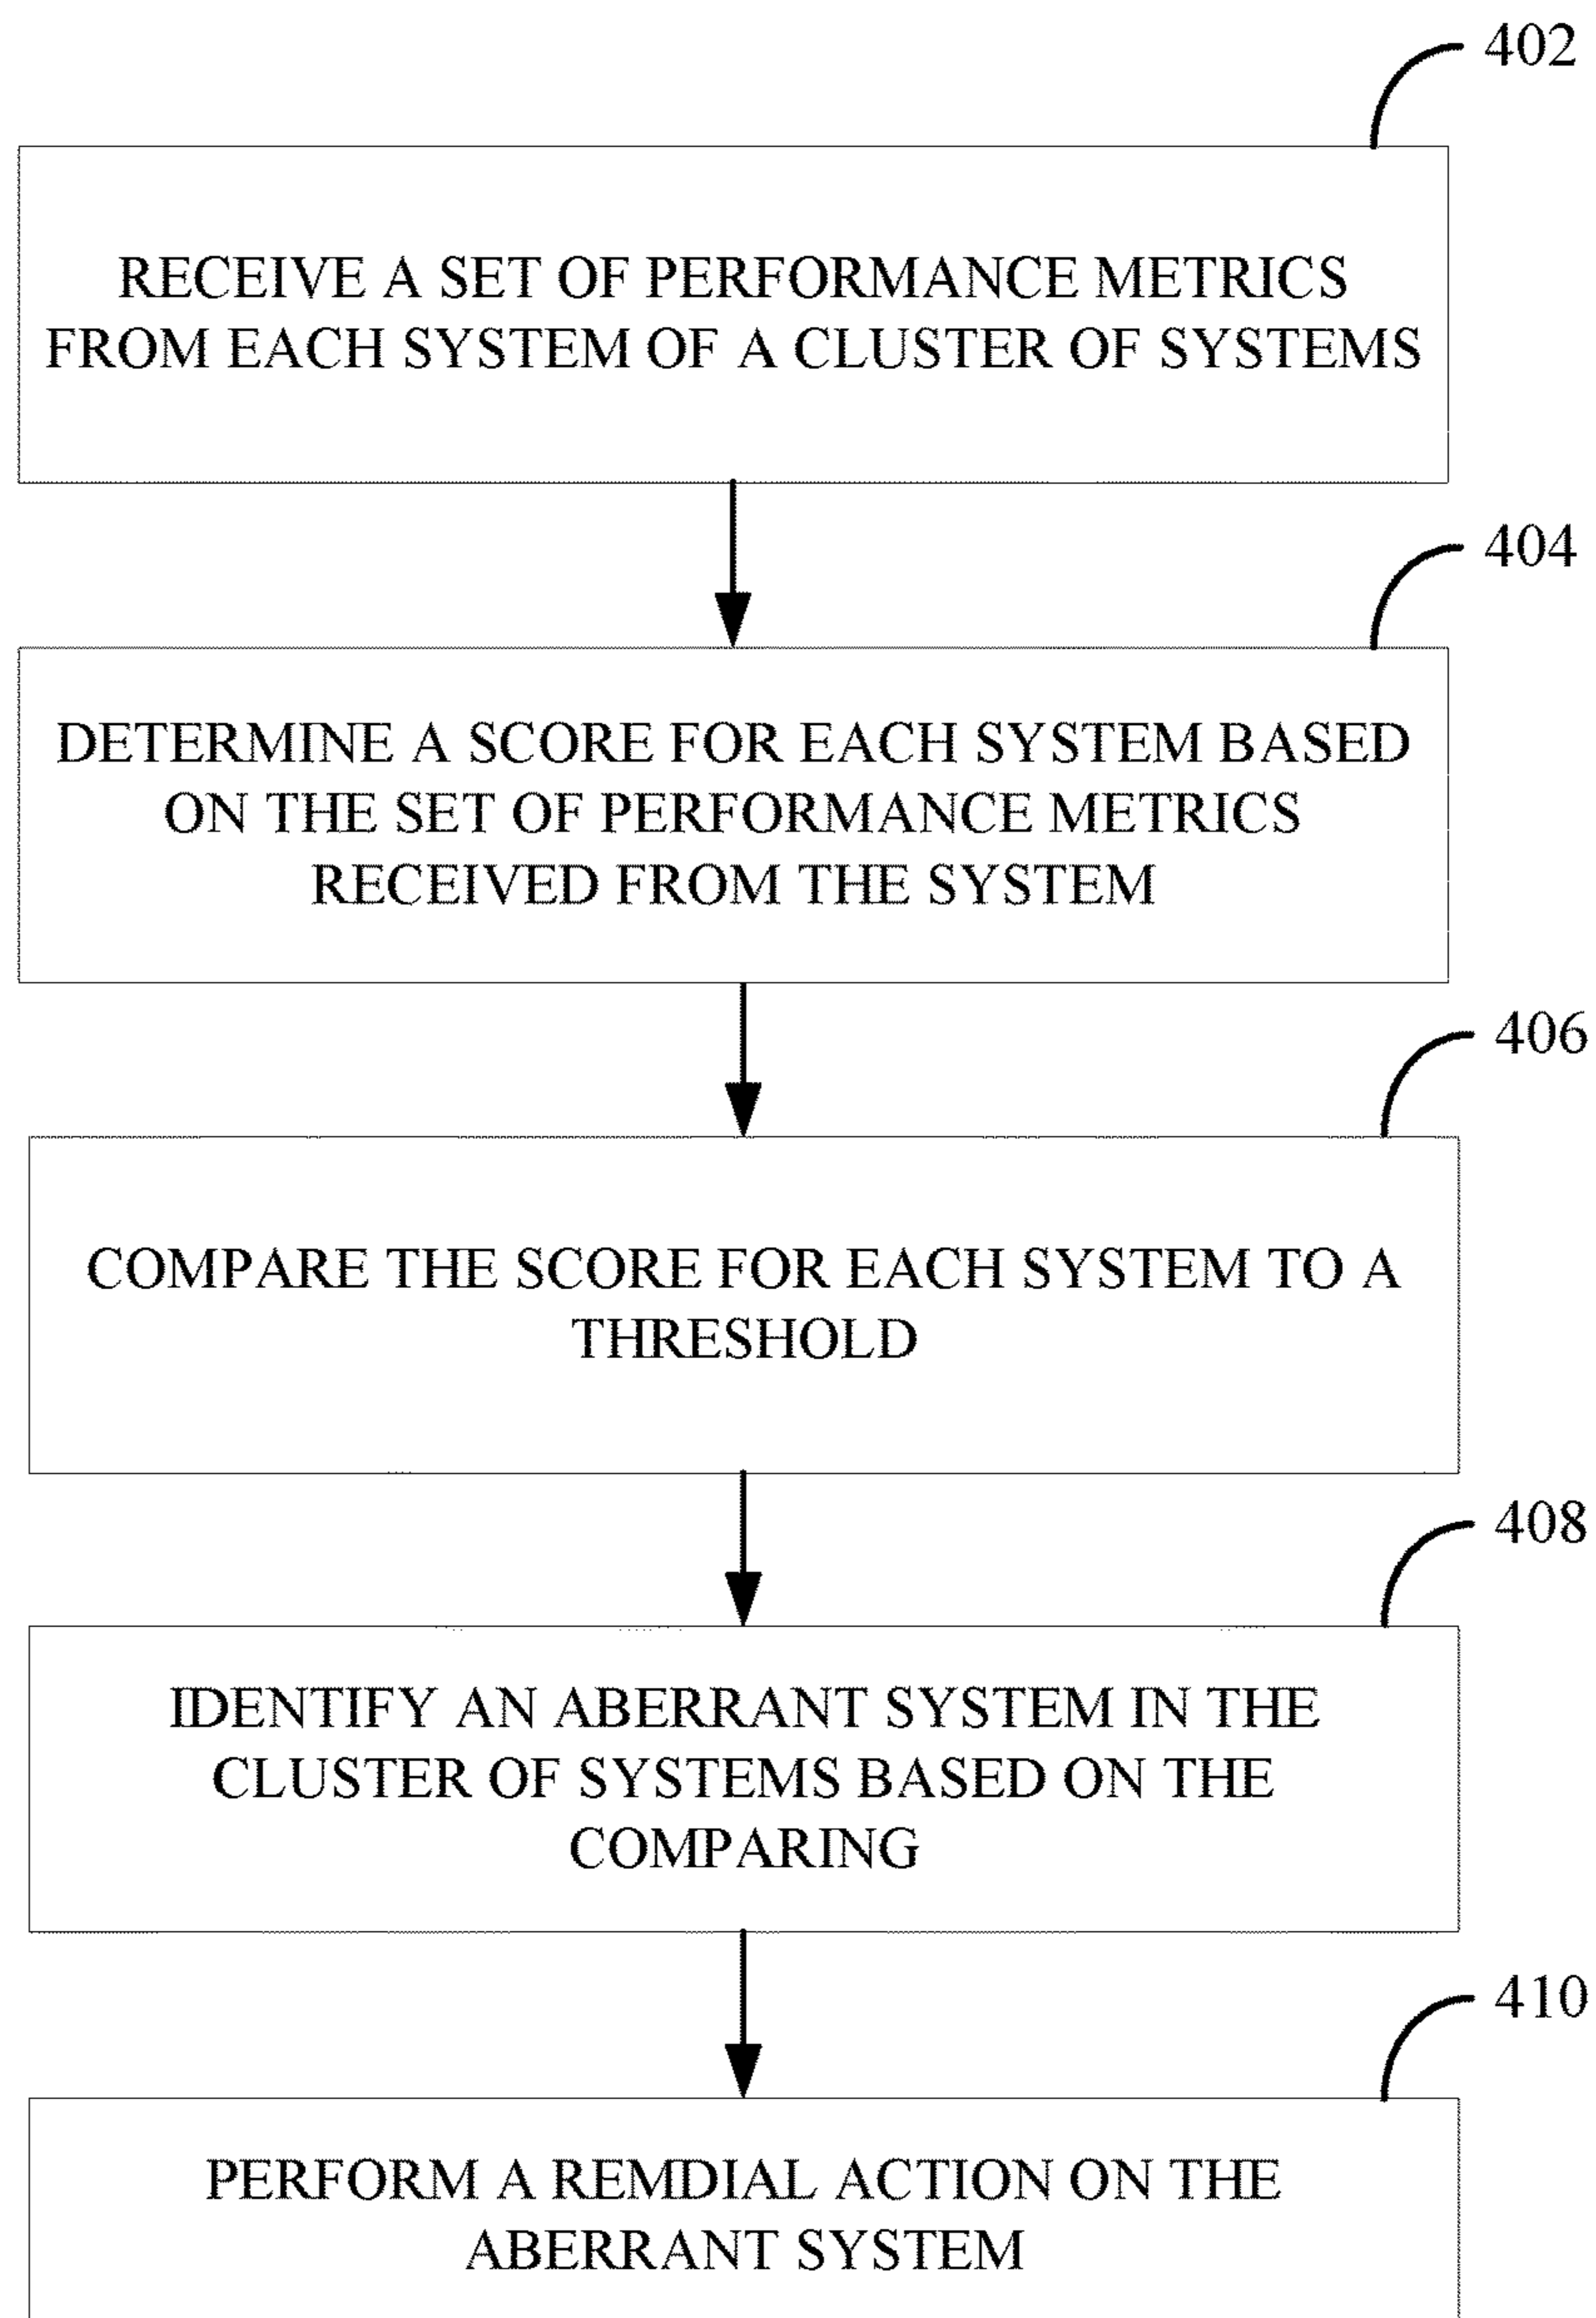 402
RECEIVE A SET OF PERFORMANCE METRICS
FROM EACH SYSTEM OF A CLUSTER OF SYSTEMS
404
DETERMINE A SCORE FOR EACH SYSTEM BASED
ON THE SET OF PERFORMANCE METRICS
RECEIVED FROM THE SYSTEM
406
COMPARE THE SCORE FOR EACH SYSTEM TO A
THRESHOLD
408
IDENTIFY AN ABERRANT SYSTEM IN THE
CLUSTER OF SYSTEMS BASED ON THE
COMPARING
410
PERFORM A REMDIAL ACTION ON THE
ABERRANT SYSTEM